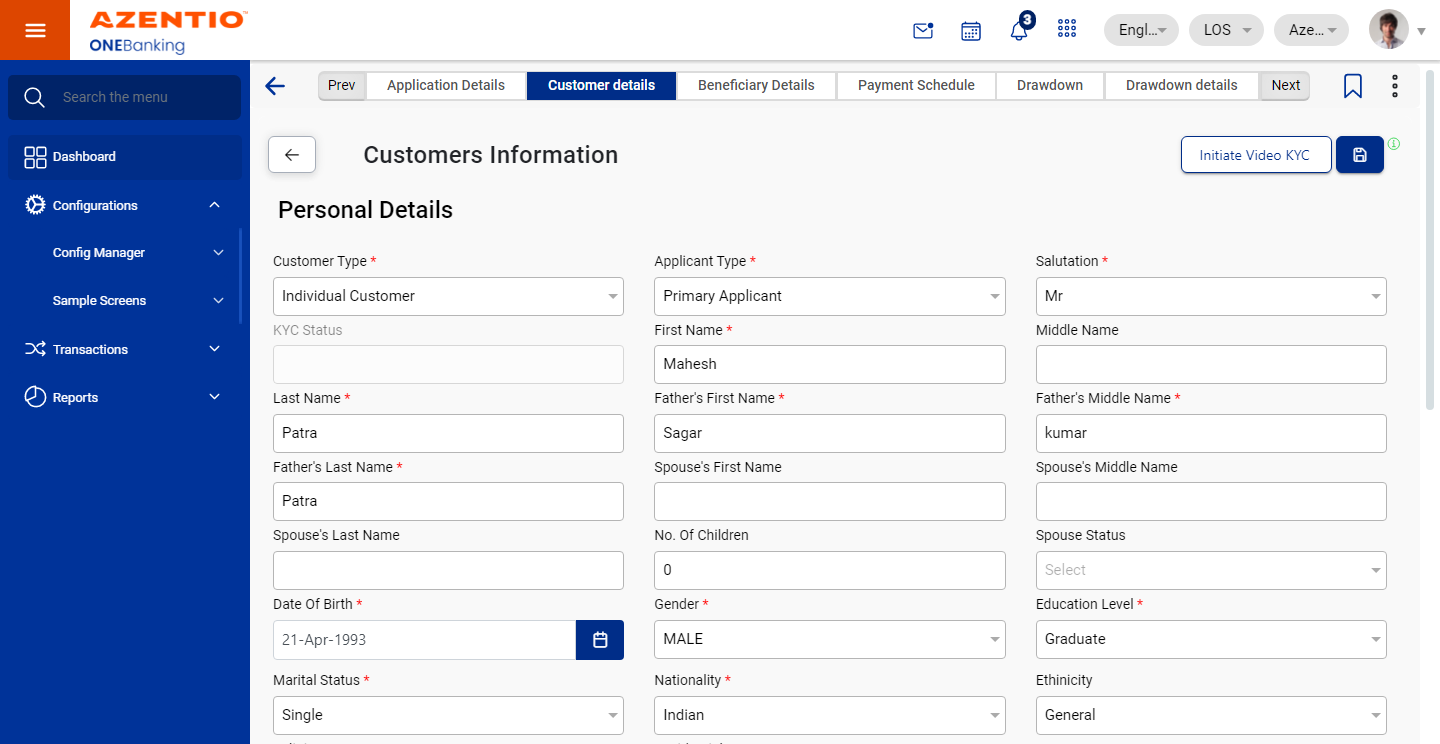 AZENTIO™
ONEBanking
3
Engl...
LOS
Aze...
Search the menu
Dashboard
Configurations
Config Manager
Sample Screens
Transactions
Reports
Prev
Application Details
Customer details
Beneficiary Details
Payment Schedule
Drawdown
Drawdown details
Next
Customers Information
Initiate Video KYC
Personal Details
Customer Type *
Applicant Type *
Salutation *
Individual Customer
Primary Applicant
Mr
KYC Status
First Name *
Middle Name
Mahesh
Last Name *
Father's First Name *
Father's Middle Name *
Patra
Sagar
kumar
Father's Last Name *
Spouse's First Name
Spouse's Middle Name
Patra
Spouse's Last Name
No. Of Children
Spouse Status
0
Select
Date Of Birth *
Gender *
Education Level *
21-Apr-1993
MALE
Graduate
Marital Status *
Nationality *
Ethinicity
Single
Indian
General